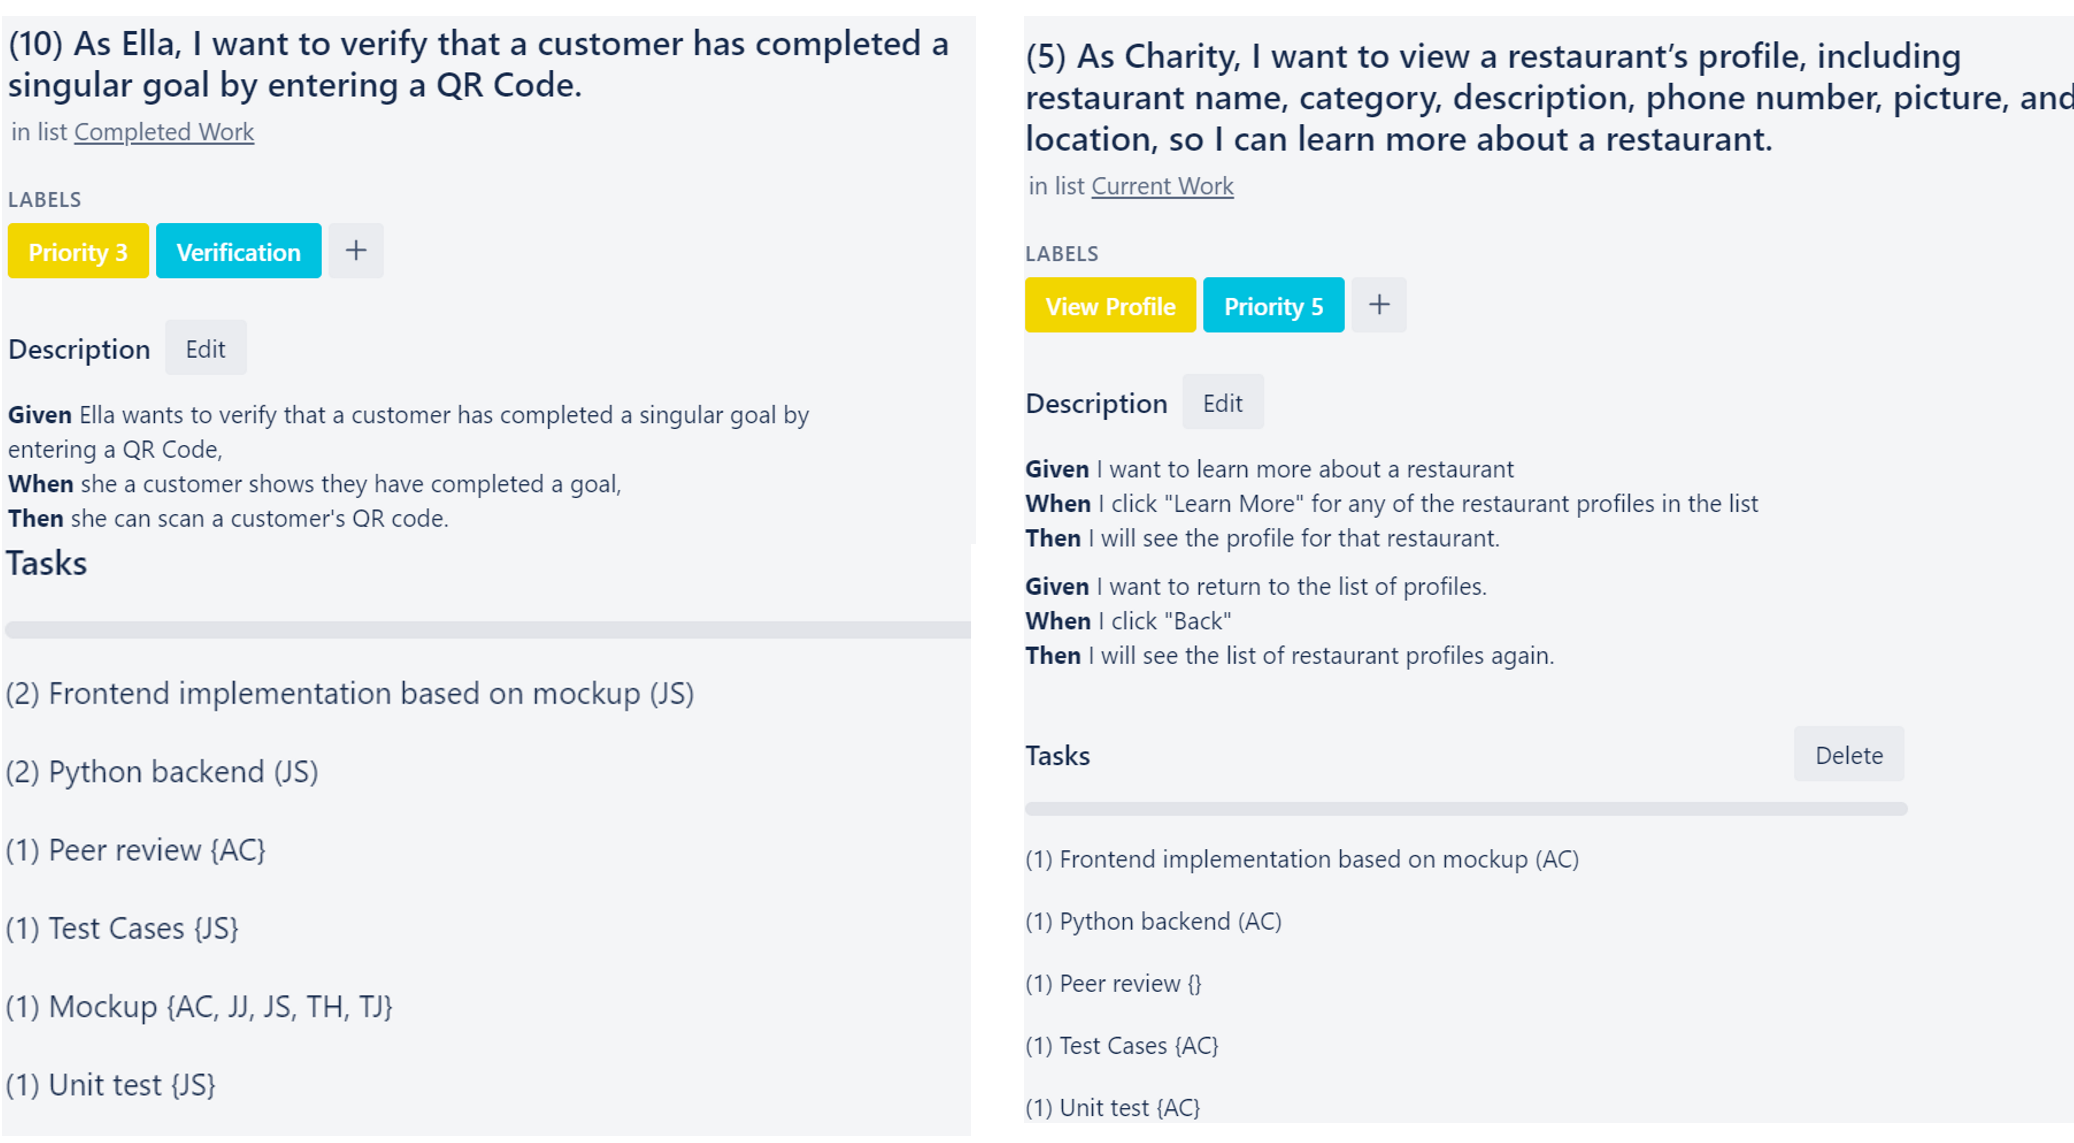 (10) As Ella, I want to verify that a customer has completed a
singular goal by entering a QR Code.
in list Completed Work
LABELS
Priority 3 Verification +
Description Edit
Given Ella wants to verify that a customer has completed a singular goal by
entering a QR Code,
When she a customer shows they have completed a goal,
Then she can scan a customer's QR code.
Tasks
(2) Frontend implementation based on mockup (JS)
(2) Python backend (JS)
(1) Peer review {AC}
(1) Test Cases {JS}
(1) Mockup {AC, JJ, JS, TH, TJ}
(1) Unit test {JS}
(5) As Charity, I want to view a restaurant’s profile, including
restaurant name, category, description, phone number, picture, and
location, so I can learn more about a restaurant.
in list Current Work
LABELS
View Profile Priority 5 +
Description Edit
Given I want to learn more about a restaurant
When I click "Learn More" for any of the restaurant profiles in the list
Then I will see the profile for that restaurant.
Given I want to return to the list of profiles.
When I click "Back"
Then I will see the list of restaurant profiles again.
Tasks Delete
(1) Frontend implementation based on mockup (AC)
(1) Python backend (AC)
(1) Peer review {}
(1) Test Cases {AC}
(1) Unit test {AC}